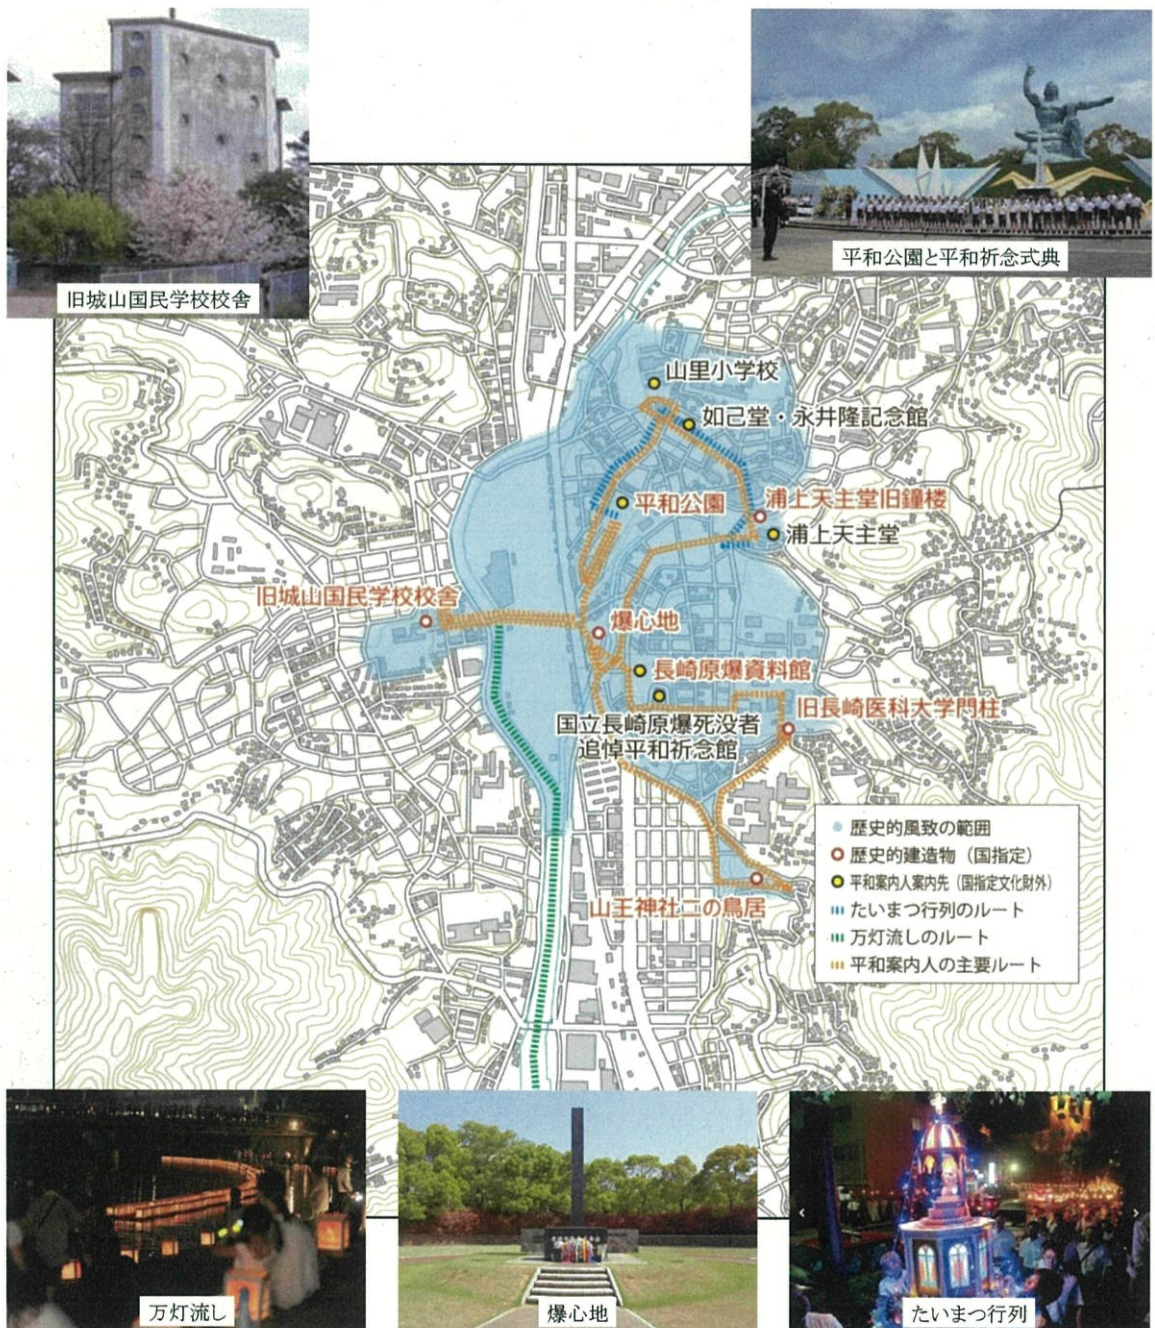 旧城山国民学校校舎
平和公園と平和祈念式典
山里小学校
如己堂・永井隆記念館
平和公園
浦上天主堂旧鐘楼
浦上天主堂
旧城山国民学校校舎
爆心地
長崎原爆資料館
国立長崎原爆死没者
追悼平和祈念館
旧長崎医科大学門柱
山王神社二の鳥居
歴史的風致の範囲
歴史的建造物（国指定）
平和案内人案内先（国指定文化財外）
たいまつ行列のルート
万灯流しのルート
平和案内人の主要ルート
万灯流し
爆心地
たいまつ行列